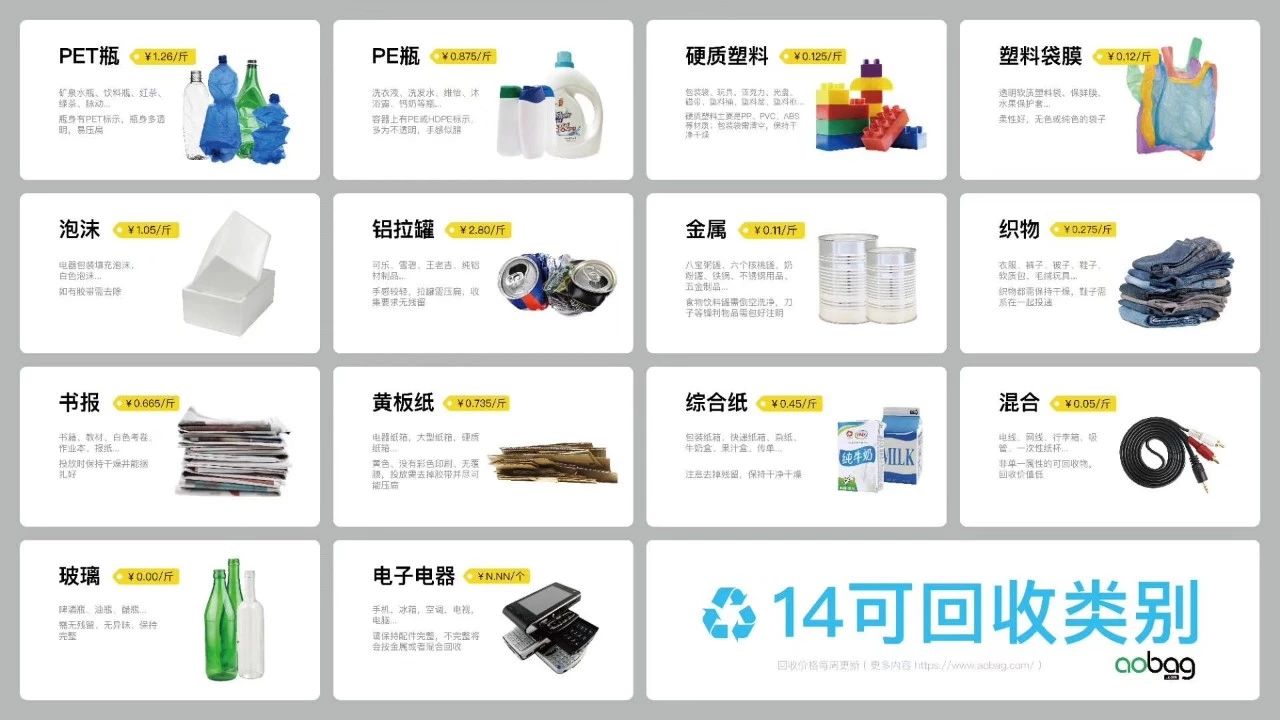 PET瓶 ￥1.26/斤
矿泉水瓶、饮料瓶、红茶、
绿茶、脉动...
瓶身有PET标示，瓶身多透
明，易压扁
PE瓶 ￥0.875/斤
洗衣液、洗发水、维怡、沐
浴露、钙奶等瓶...
容器上有PE或HDPE标示，
多为不透明，手感似腊
硬质塑料 ￥0.125/斤
包装袋、玩具、亚克力、光盘、
磁带、塑料桶、塑料盆、塑料柜...
硬质塑料主要是PP、PVC、ABS
等材质，包装袋需清空，保持干
净干燥
塑料袋膜 ￥0.12/斤
透明软质塑料袋、保鲜膜、
水果保护套...
柔性好，无色或纯色的袋子
泡沫 ￥1.05/斤
电器包装填充泡沫、
白色泡沫...
如有胶带需去除
铝拉罐 ￥2.80/斤
可乐、雪碧、王老吉、纯铝
材制品...
手感较轻，拉罐需压扁，收
集要求无残留
金属 ￥0.11/斤
八宝粥罐、六个核桃罐、奶
粉罐、铁锅、不锈钢用品、
五金制品...
食物饮料罐需倒空洗净，刀
子等锋利物品需包好注明
织物 ￥0.275/斤
衣服、裤子、被子、鞋子、
软质包、毛绒玩具...
织物都需保持干燥，鞋子需
系在一起投递
书报 ￥0.665/斤
书籍、教材、白色考卷、
作业本、报纸...
投放时保持干燥并能捆
扎好
黄板纸 ￥0.735/斤
电器纸箱、大型纸箱、硬质
纸箱...
黄色、没有彩色印刷、无覆
膜，投放需去掉胶带并尽可
能压扁
综合纸 ￥0.45/斤
包装纸箱、快递纸箱、杂纸、
牛奶盒、果汁盒、传单...
注意去掉残留，保持干净干燥
纯牛奶
MILK
混合 ￥0.05/斤
电线、网线、行李箱、吸
管、一次性纸杯...
非单一属性的可回收物，
回收价值低
玻璃 ￥0.00/斤
啤酒瓶、油瓶、醋瓶...
需无残留、无异味、保持
完整
电子电器 ￥N.NN/个
手机，冰箱，空调，电视，
电脑...
请保持配件完整，不完整将
会按金属或者混合回收
14可回收类别
回收价格每周更新（更多内容 https://www.aobag.com/ ）
aobag
.com